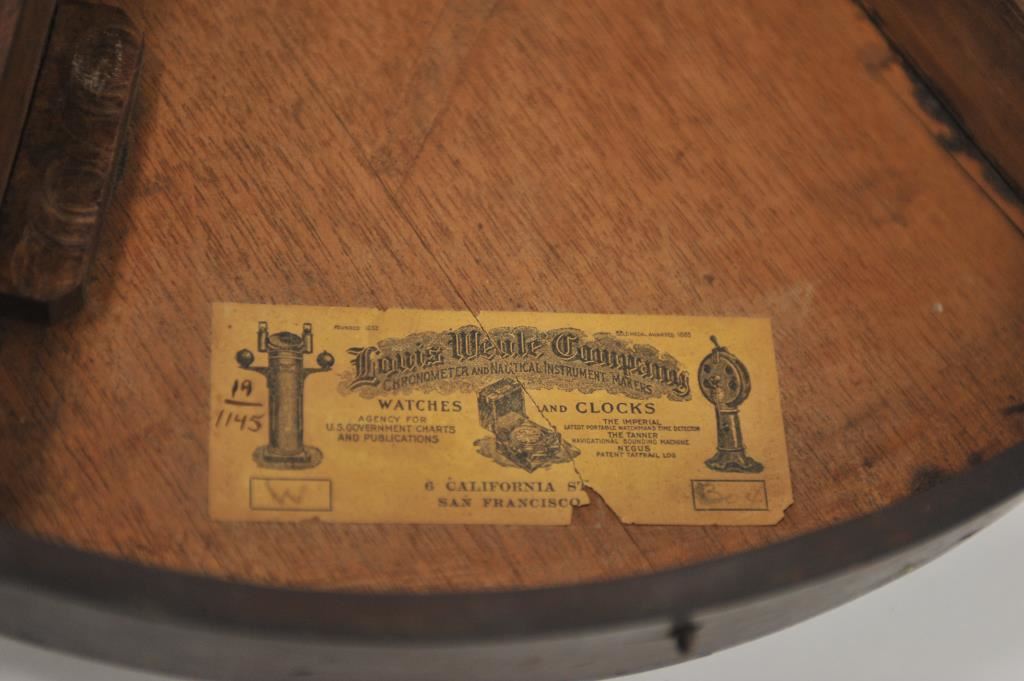 FOUNDED 1852
GOLD MEDAL AWARDED 1885
Louis Weule Company
CHRONOMETER AND NAUTICAL INSTRUMENT MAKERS
WATCHES AND CLOCKS
AGENCY FOR
U.S. GOVERNMENT CHARTS
AND PUBLICATIONS
THE IMPERIAL
LATEST PORTABLE WATCHMANS TIME DETECTOR
THE TANNER
NAVIGATIONAL SOUNDING MACHINE
NEGUS
PATENT TAFFRAIL LOG
6 CALIFORNIA ST
SAN FRANCISCO
19
1145
W